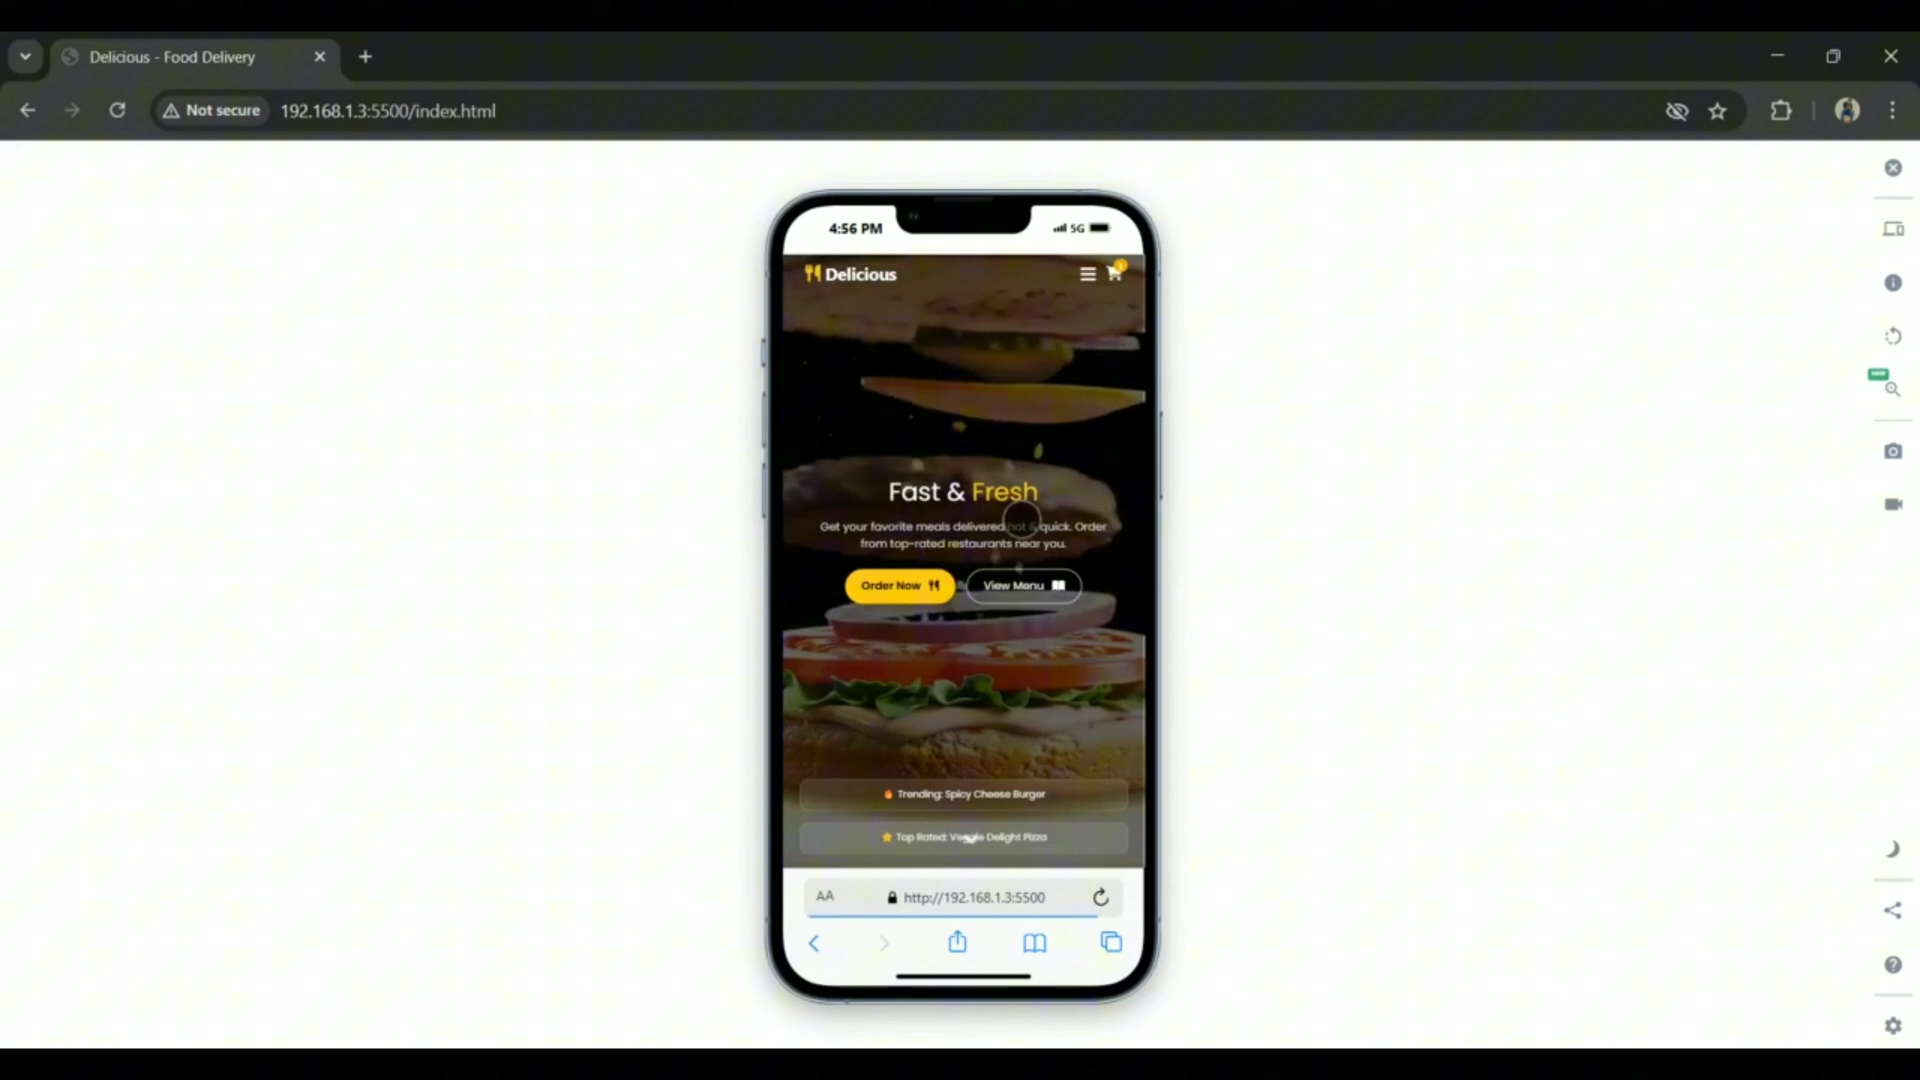 Delicious - Food Delivery
Not secure
192.168.1.3:5500/index.html
4:56 PM
5G
Delicious
Fast & Fresh
Get your favorite meals delivered hot & quick. Order
from top-rated restaurants near you.
Order Now
View Menu
Trending: Spicy Cheese Burger
Top Rated: Veggie Delight Pizza
AA
http://192.168.1.3:5500